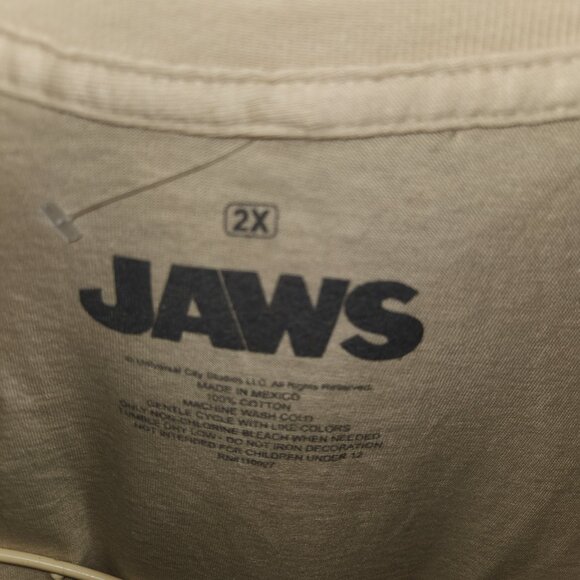 2X
JAWS
© Universal City Studios LLC. All Rights Reserved.
MADE IN MEXICO
100% COTTON
MACHINE WASH COLD
GENTLE CYCLE WITH LIKE COLORS
ONLY NON-CHLORINE BLEACH WHEN NEEDED
TUMBLE DRY LOW - DO NOT IRON DECORATION
NOT INTENDED FOR CHILDREN UNDER 12